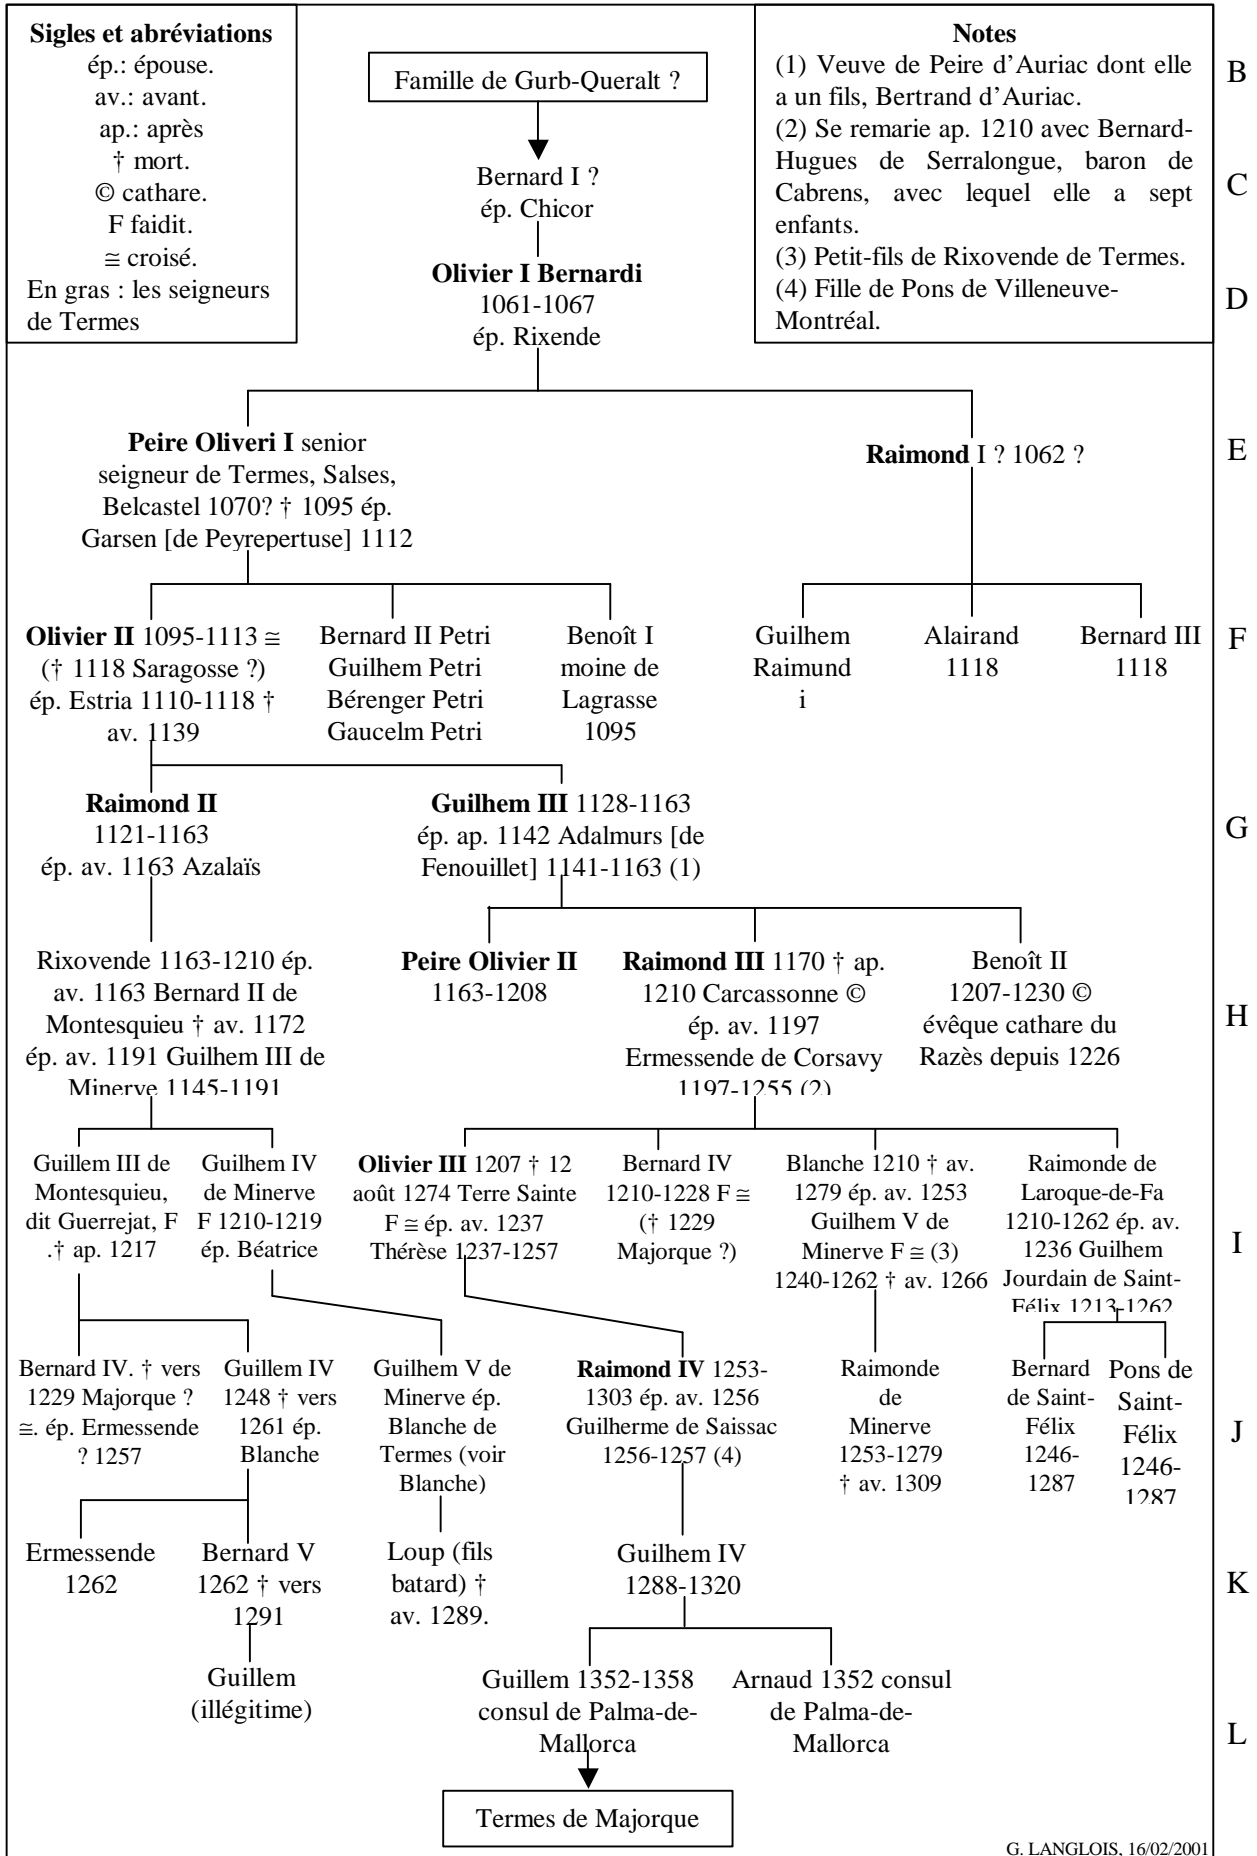 Sigles et abréviations
ép.: épouse.
av.: avant.
ap.: après
† mort.
© cathare.
F faidit.
≅ croisé.
En gras : les seigneurs
de Termes
Famille de Gurb-Queralt ?
Notes
(1) Veuve de Peire d’Auriac dont elle
a un fils, Bertrand d’Auriac.
(2) Se remarie ap. 1210 avec Bernard-
Hugues de Serralongue, baron de
Cabrens, avec lequel elle a sept
enfants.
(3) Petit-fils de Rixovende de Termes.
(4) Fille de Pons de Villeneuve-
Montréal.
B
Bernard I ?
ép. Chicor
C
Olivier I Bernardi
1061-1067
ép. Rixende
D
Peire Oliveri I senior
seigneur de Termes, Salses,
Belcastel 1070? † 1095 ép.
Garsen [de Peyrepertuse] 1112
Raimond I ? 1062 ?
E
Olivier II 1095-1113 ≅
(† 1118 Saragosse ?)
ép. Estria 1110-1118 †
av. 1139
Bernard II Petri
Guilhem Petri
Bérenger Petri
Gaucelm Petri
Benoît I
moine de
Lagrasse
1095
Guilhem
Raimund
i
Alairand
1118
Bernard III
1118
F
Raimond II
1121-1163
ép. av. 1163 Azalaïs
Guilhem III 1128-1163
ép. ap. 1142 Adalmurs [de
Fenouillet] 1141-1163 (1)
G
Rixovende 1163-1210 ép.
av. 1163 Bernard II de
Montesquieu † av. 1172
ép. av. 1191 Guilhem III de
Minerve 1145-1191
Peire Olivier II
1163-1208
Raimond III 1170 † ap.
1210 Carcassonne ©
ép. av. 1197
Ermessende de Corsavy
1197-1255 (2)
Benoît II
1207-1230 ©
évêque cathare du
Razès depuis 1226
H
Guillem III de
Montesquieu,
dit Guerrejat, F
.† ap. 1217
Guilhem IV
de Minerve
F 1210-1219
ép. Béatrice
Olivier III 1207 † 12
août 1274 Terre Sainte
F ≅ ép. av. 1237
Thérèse 1237-1257
Bernard IV
1210-1228 F ≅
(† 1229
Majorque ?)
Blanche 1210 † av.
1279 ép. av. 1253
Guilhem V de
Minerve F ≅ (3)
1240-1262 † av. 1266
Raimonde de
Laroque-de-Fa
1210-1262 ép. av.
1236 Guilhem
Jourdain de Saint-
Félix 1213-1262
I
Bernard IV. † vers
1229 Majorque ?
≅. ép. Ermessende
? 1257
Guillem IV
1248 † vers
1261 ép.
Blanche
Guilhem V de
Minerve ép.
Blanche de
Termes (voir
Blanche)
Raimond IV 1253-
1303 ép. av. 1256
Guilherme de Saissac
1256-1257 (4)
Raimonde
de
Minerve
1253-1279
† av. 1309
Bernard
de Saint-
Félix
1246-
1287
Pons de
Saint-
Félix
1246-
1287
J
Ermessende
1262
Bernard V
1262 † vers
1291
Loup (fils
batard) †
av. 1289.
Guilhem IV
1288-1320
K
Guillem
(illégitime)
Guillem 1352-1358
consul de Palma-de-
Mallorca
Arnaud 1352 consul
de Palma-de-
Mallorca
L
Termes de Majorque
G. LANGLOIS, 16/02/2001